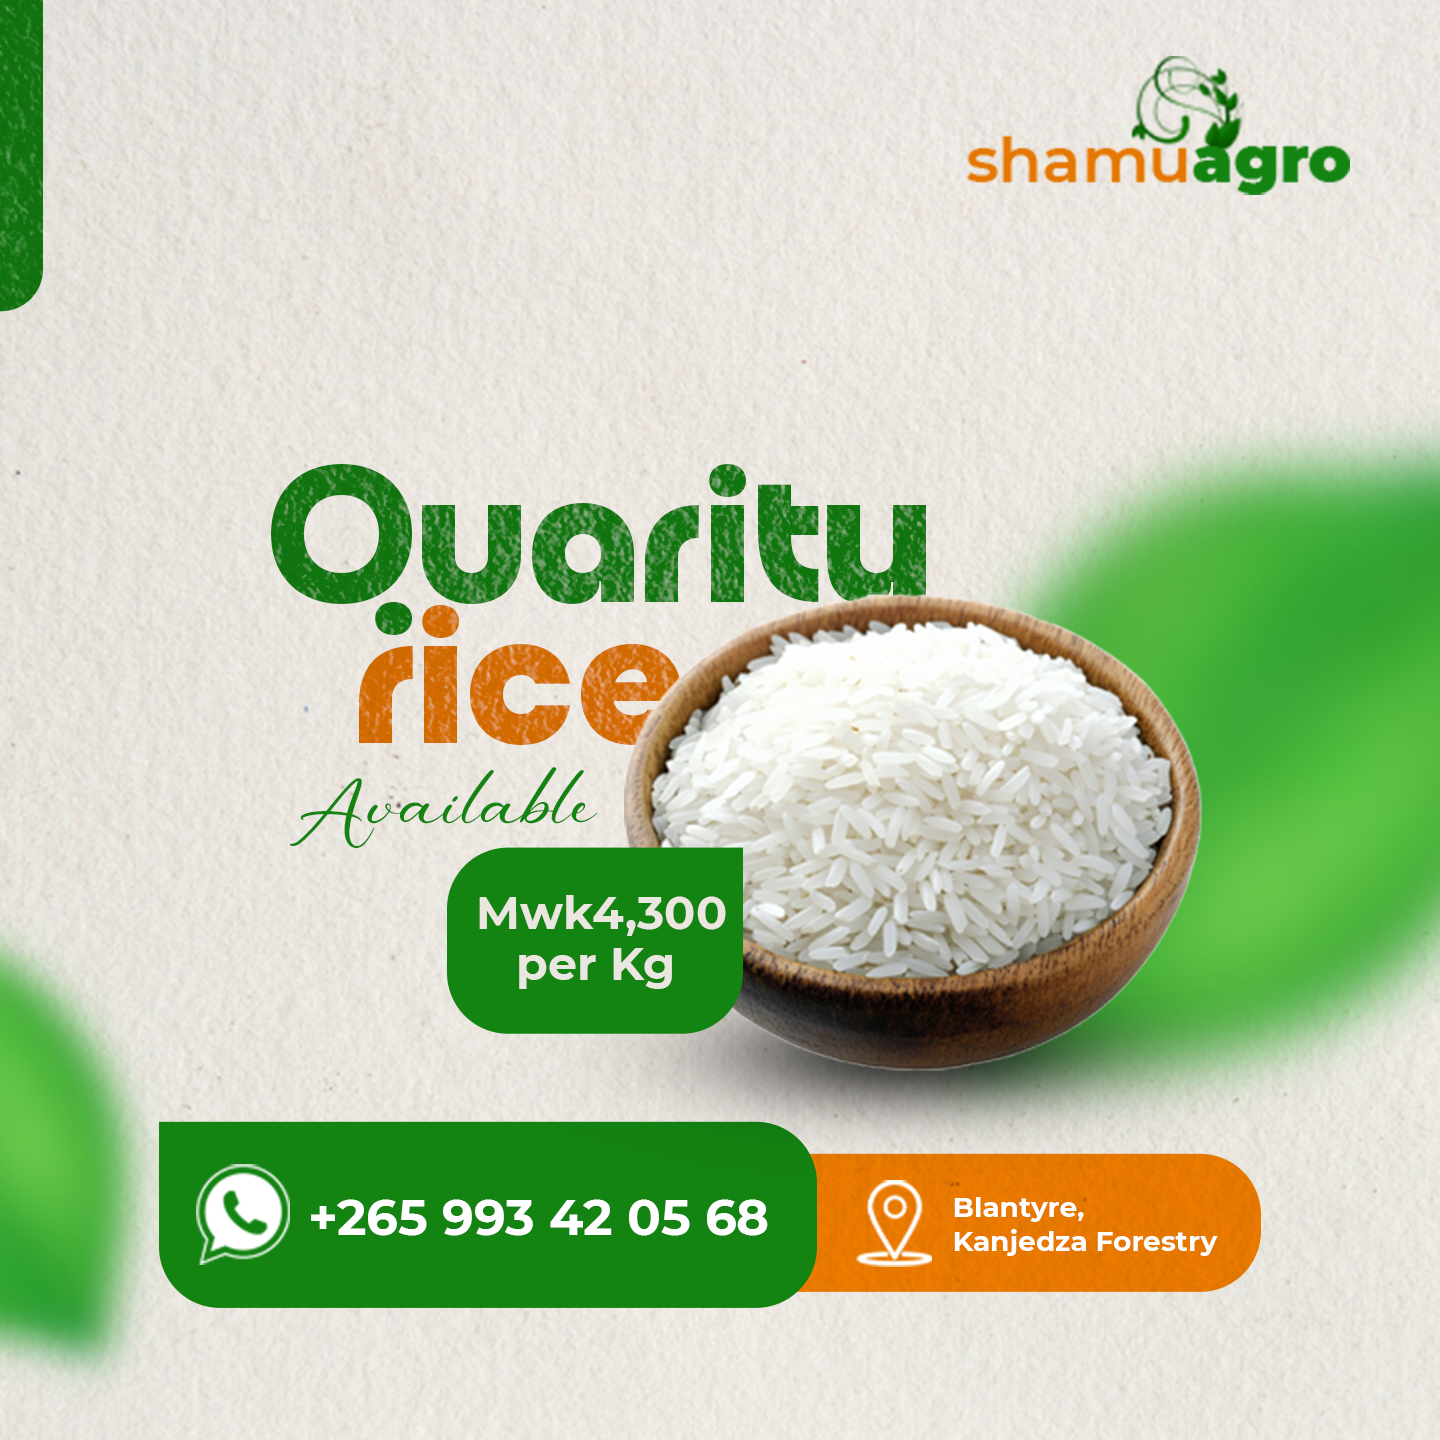 shamuagro
Quaritu
rice
Available
Mwk4,300
per Kg
+265 993 42 05 68
Blantyre,
Kanjedza Forestry